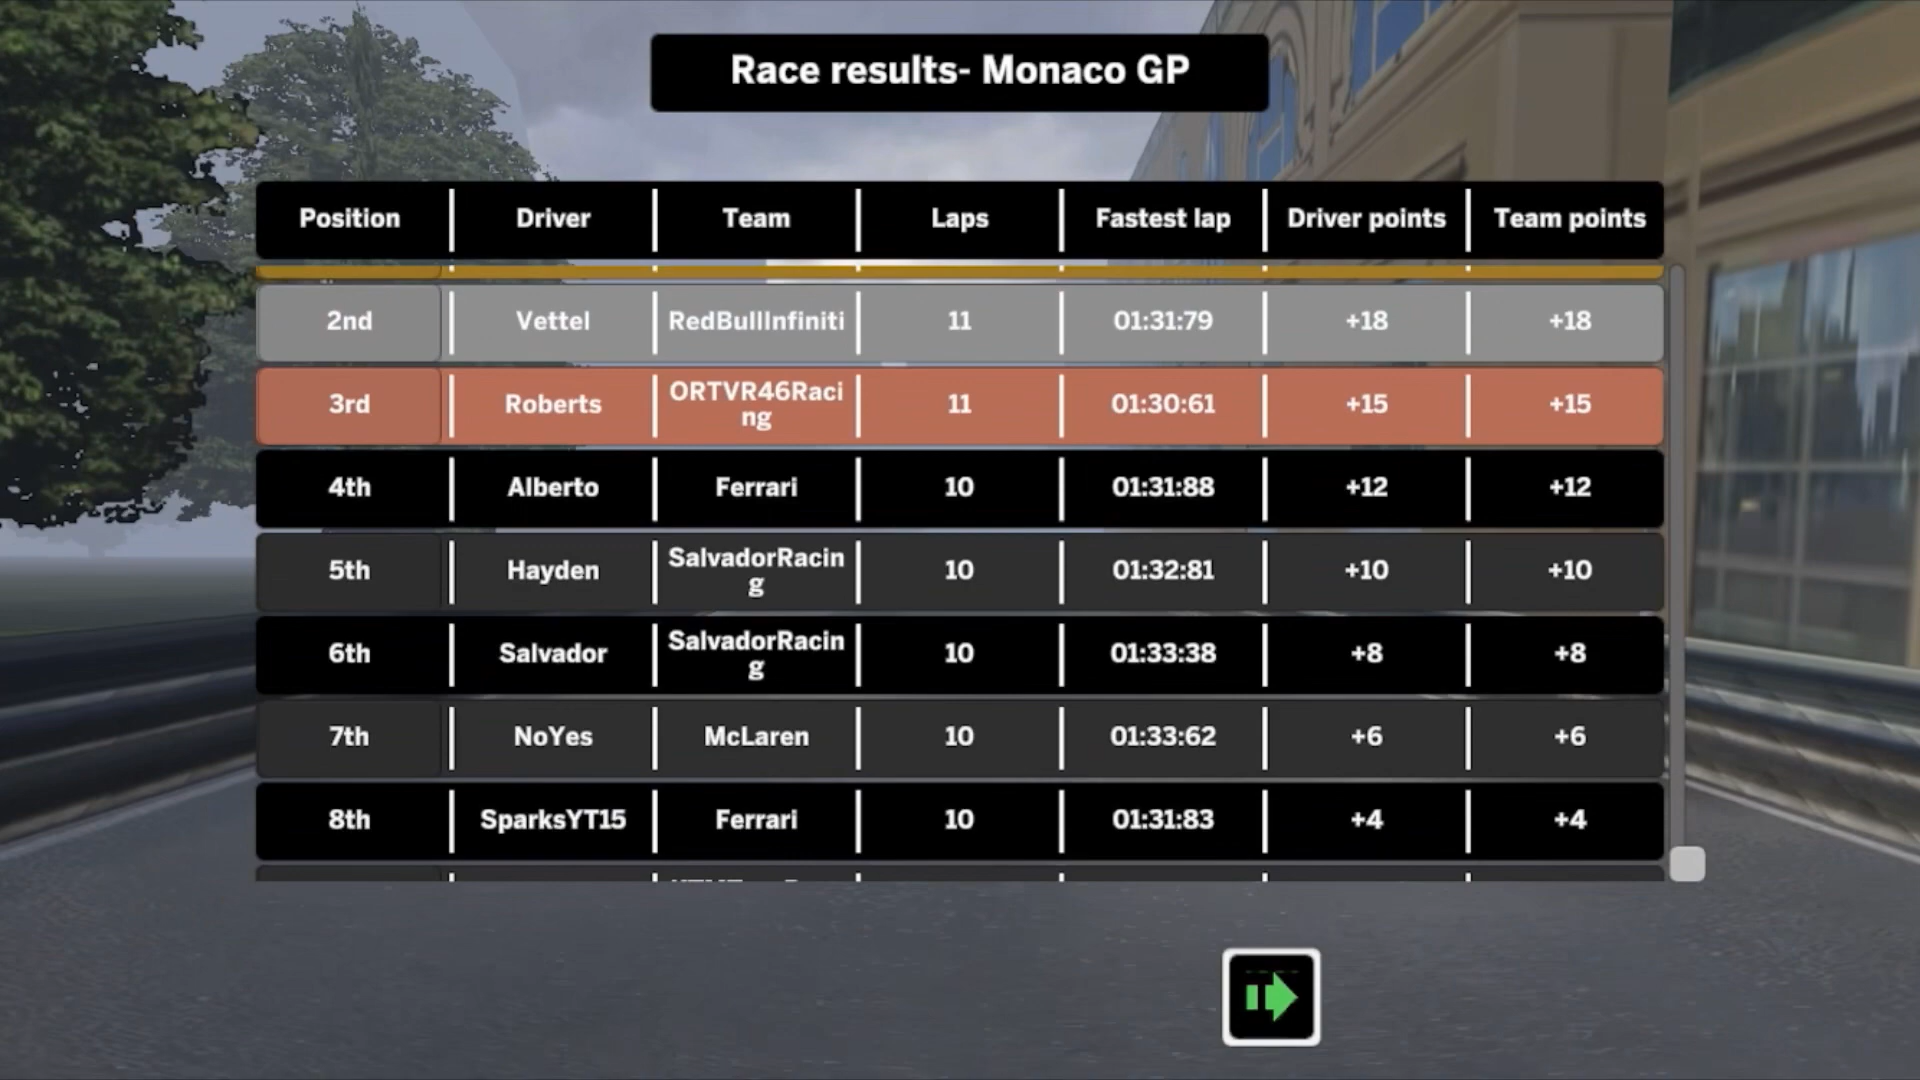 Race results- Monaco GP
Position Driver Team Laps Fastest lap Driver points Team points
2nd Vettel RedBullInfiniti 11 01:31:79 +18 +18
3rd Roberts ORTVR46Raci
ng 11 01:30:61 +15 +15
4th Alberto Ferrari 10 01:31:88 +12 +12
5th Hayden SalvadorRacin
g 10 01:32:81 +10 +10
6th Salvador SalvadorRacin
g 10 01:33:38 +8 +8
7th NoYes McLaren 10 01:33:62 +6 +6
8th SparksYT15 Ferrari 10 01:31:83 +4 +4